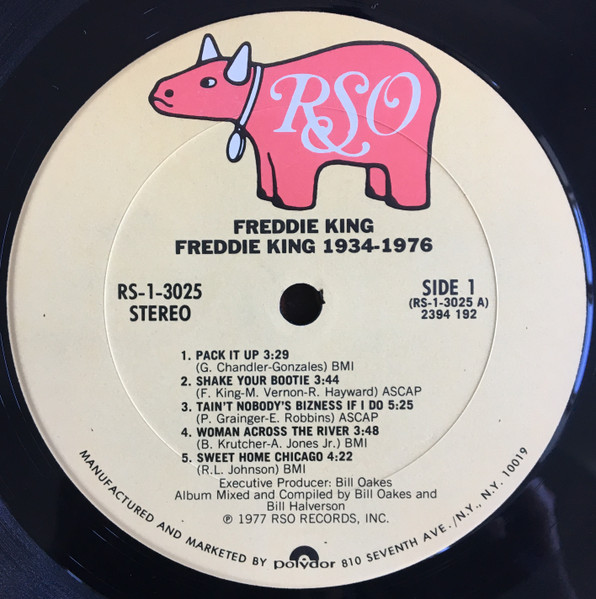 RSO
FREDDIE KING
FREDDIE KING 1934-1976
RS-1-3025
STEREO
SIDE 1
(RS-1-3025 A)
2394 192
1. PACK IT UP 3:29
(G. Chandler-Gonzales) BMI
2. SHAKE YOUR BOOTIE 3:44
(F. King-M. Vernon-R. Hayward) ASCAP
3. TAIN'T NOBODY'S BIZNESS IF I DO 5:25
(P. Grainger-E. Robbins) ASCAP
4. WOMAN ACROSS THE RIVER 3:48
(B. Krutcher-A. Jones Jr.) BMI
5. SWEET HOME CHICAGO 4:22
(R.L. Johnson) BMI
Executive Producer: Bill Oakes
Album Mixed and Compiled by Bill Oakes and
Bill Halverson
℗ 1977 RSO RECORDS, INC.
MANUFACTURED AND MARKETED BY polydor 810 SEVENTH AVE./N.Y., N.Y. 10019